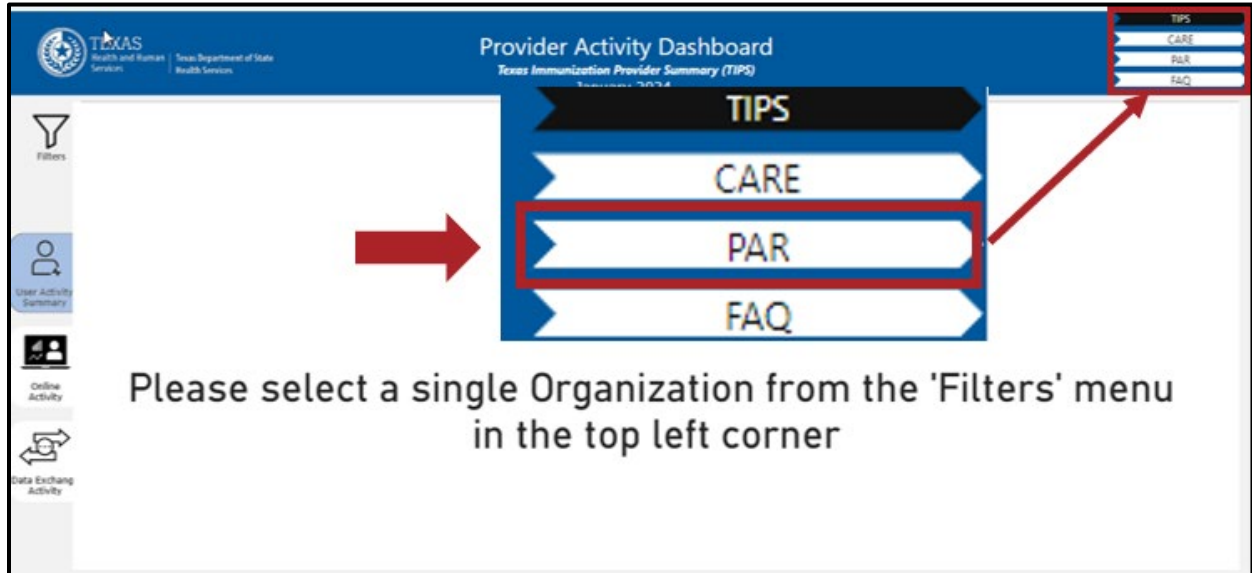 TEXAS
Health and Human
Services
Texas Department of State
Health Services
Provider Activity Dashboard
Texas Immunization Provider Summary (TIPS)
January 2024
TIPS
CARE
PAR
FAQ
Filters
TIPS
CARE
PAR
FAQ
User Activity
Summary
Online
Activity
Please select a single Organization from the 'Filters' menu
in the top left corner
Data Exchang
Activity